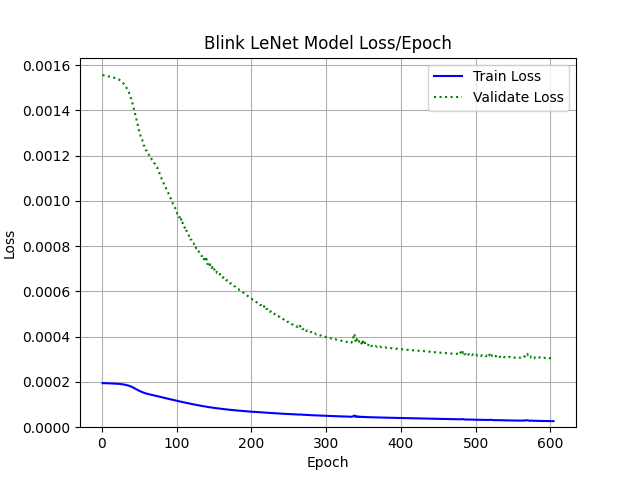 Blink LeNet Model Loss/Epoch
Train Loss
Validate Loss
0.0016
0.0014
0.0012
0.0010
0.0008
0.0006
0.0004
0.0002
0.0000
Loss
0 100 200 300 400 500 600
Epoch